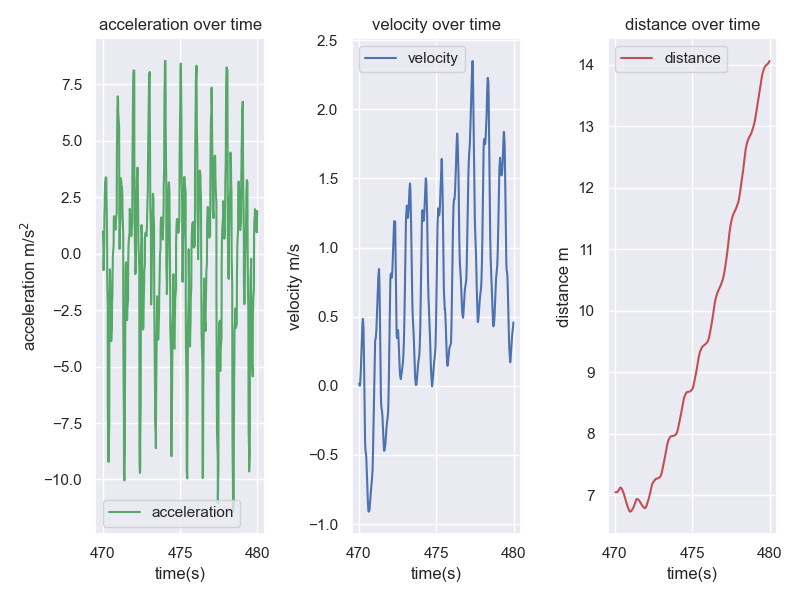 acceleration over time
acceleration m/s²
7.5
5.0
2.5
0.0
−2.5
−5.0
−7.5
−10.0
acceleration
470
475
480
time(s)
velocity over time
velocity m/s
2.5
2.0
1.5
1.0
0.5
0.0
−0.5
−1.0
velocity
470
475
480
time(s)
distance over time
distance m
14
13
12
11
10
9
8
7
distance
470
475
480
time(s)